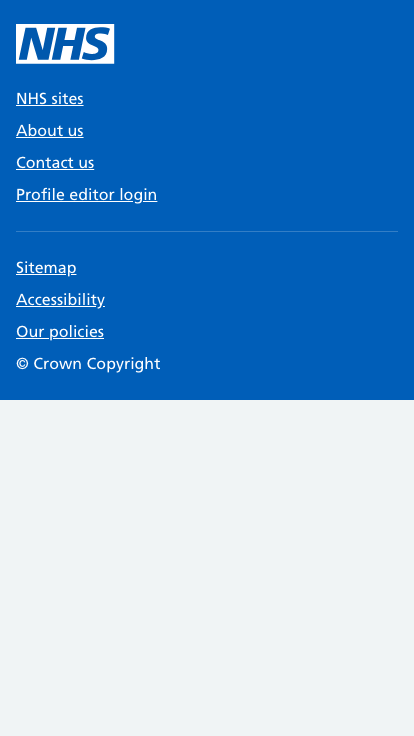 NHS
NHS sites
About us
Contact us
Profile editor login
Sitemap
Accessibility
Our policies
© Crown Copyright